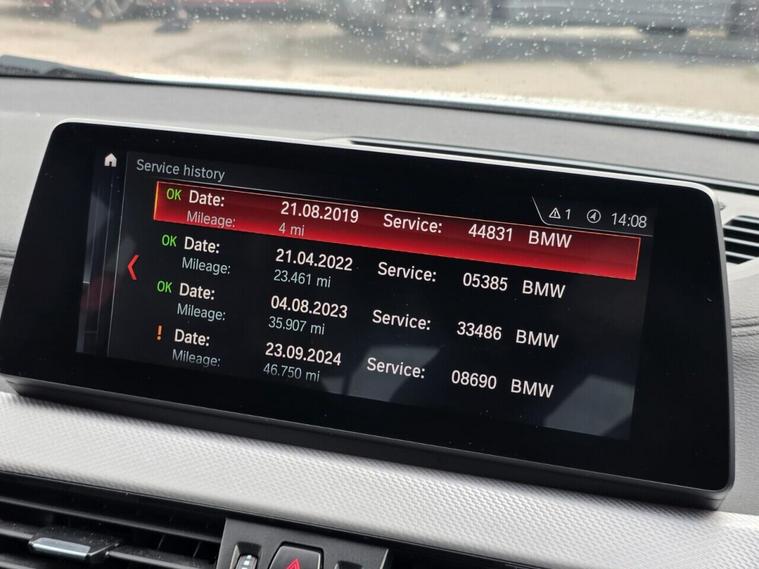 Service history
1 14:08
OK Date: 21.08.2019 Service: 44831 BMW
Mileage: 4 mi
OK Date: 21.04.2022 Service: 05385 BMW
Mileage: 23.461 mi
OK Date: 04.08.2023 Service: 33486 BMW
Mileage: 35.907 mi
! Date: 23.09.2024 Service: 08690 BMW
Mileage: 46.750 mi